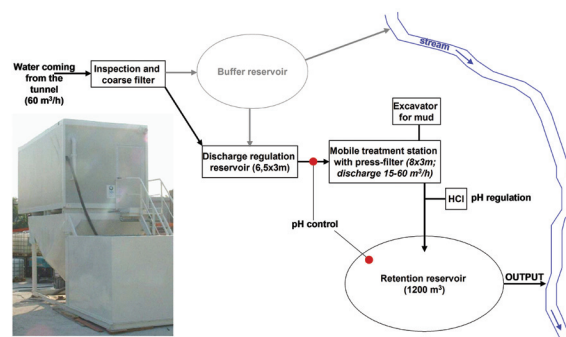 Water coming
from the
tunnel
(60 m³/h)
Inspection and
coarse filter
Buffer reservoir
stream
Excavator
for mud
Discharge regulation
reservoir (6,5x3m)
Mobile treatment station
with press-filter (8x3m;
discharge 15-60 m³/h)
HCl
pH regulation
pH control
Retention reservoir
(1200 m³)
OUTPUT